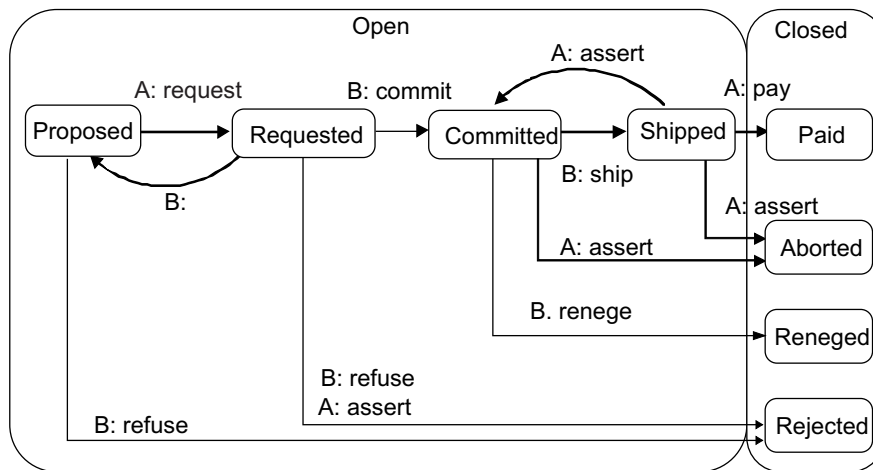 Open
Closed
A: assert
A: request
B: commit
A: pay
Proposed
Requested
Committed
Shipped
Paid
B:
B: ship
A: assert
A: assert
Aborted
B. renege
Reneged
B: refuse
A: assert
B: refuse
Rejected